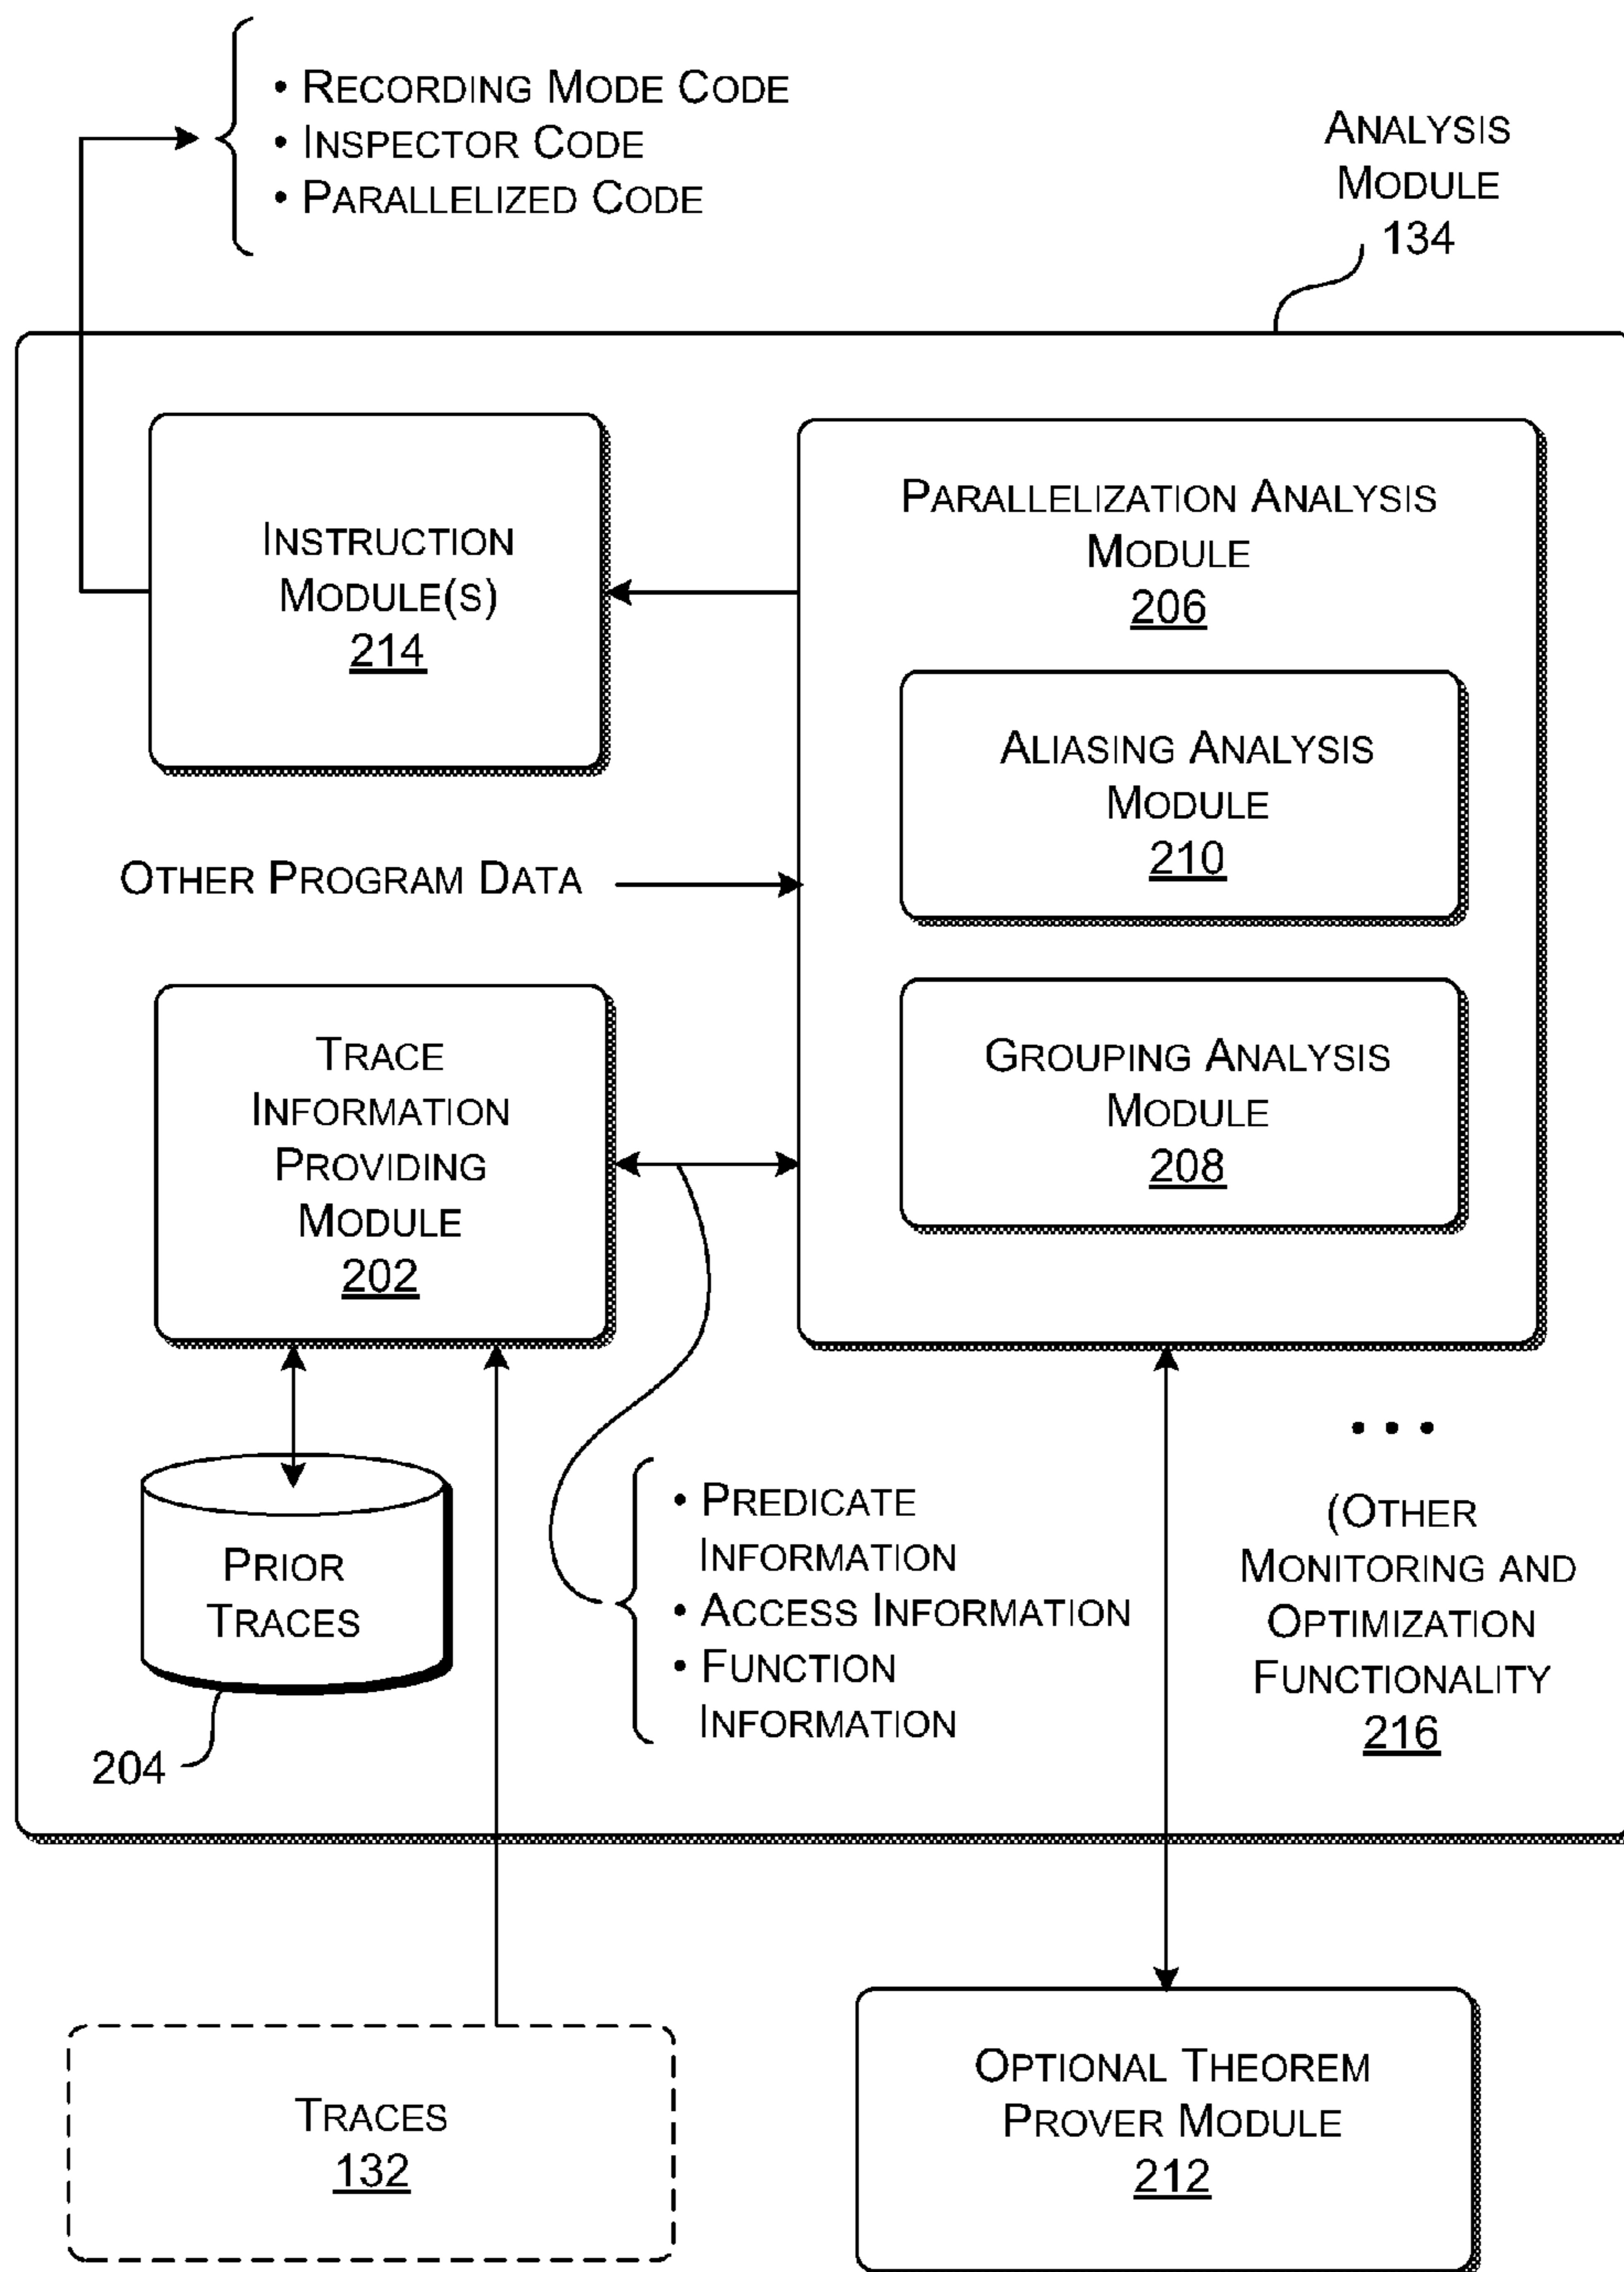 • RECORDING MODE CODE
• INSPECTOR CODE
• PARALLELIZED CODE
ANALYSIS
MODULE
134
INSTRUCTION
MODULE(S)
214
PARALLELIZATION ANALYSIS
MODULE
206
ALIASING ANALYSIS
MODULE
210
OTHER PROGRAM DATA
GROUPING ANALYSIS
MODULE
208
TRACE
INFORMATION
PROVIDING
MODULE
202
PRIOR
TRACES
204
• PREDICATE
INFORMATION
• ACCESS INFORMATION
• FUNCTION
INFORMATION
• • •
(OTHER
MONITORING AND
OPTIMIZATION
FUNCTIONALITY
216
TRACES
132
OPTIONAL THEOREM
PROVER MODULE
212